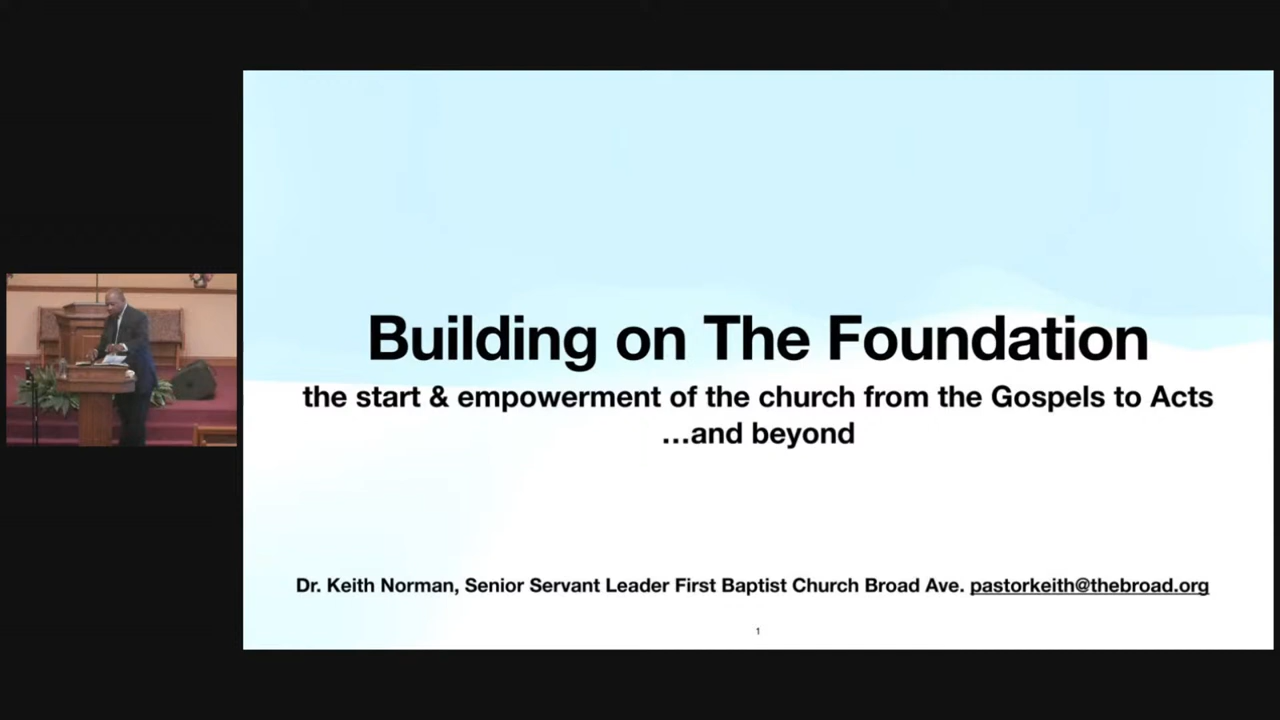 Building on The Foundation
the start & empowerment of the church from the Gospels to Acts
...and beyond
Dr. Keith Norman, Senior Servant Leader First Baptist Church Broad Ave. pastorkeith@thebroad.org
1